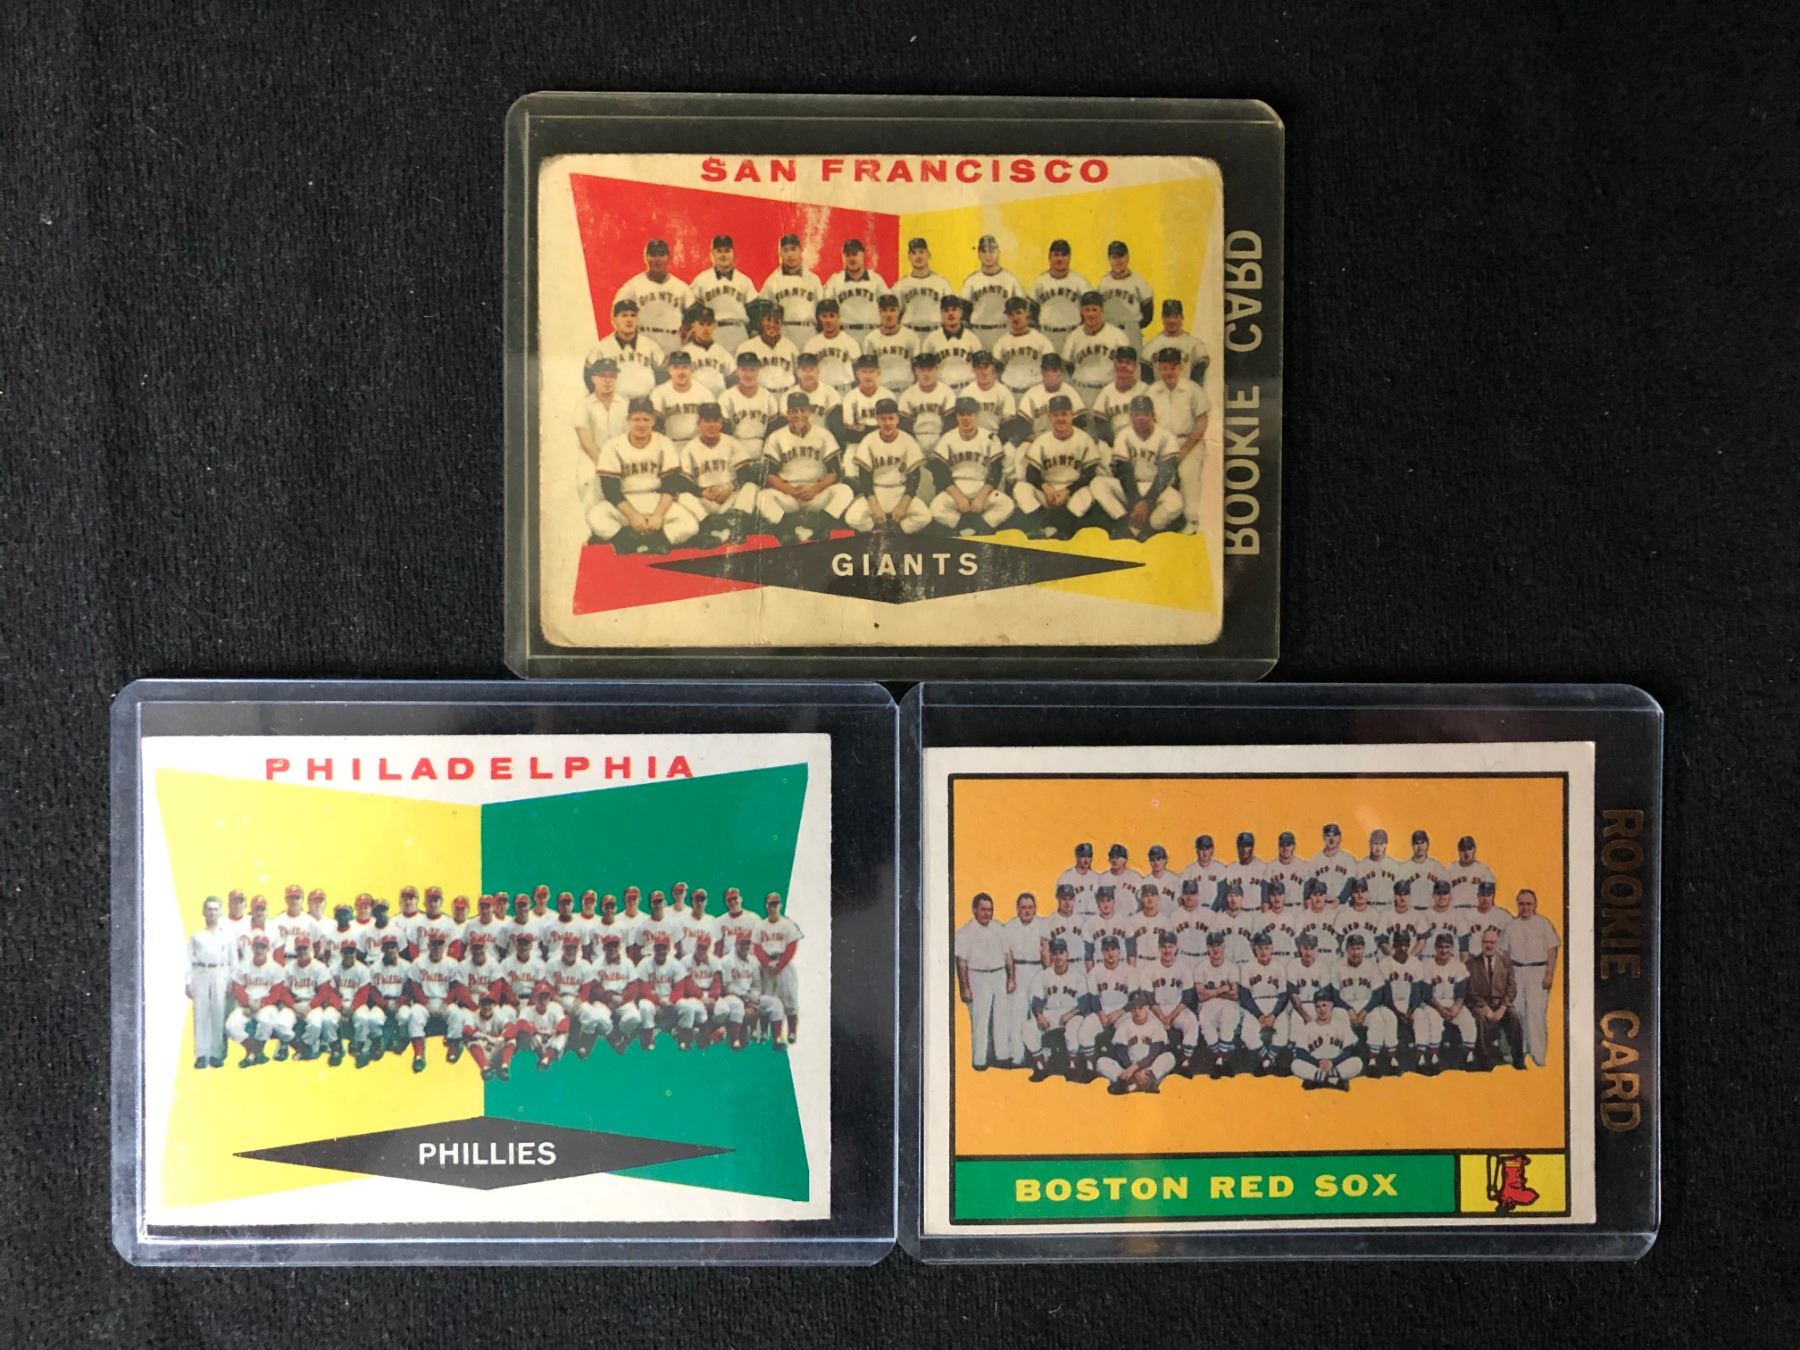 SAN FRANCISCO
GIANTS
ROOKIE CARD
PHILADELPHIA
PHILLIES
BOSTON RED SOX
ROOKIE CARD